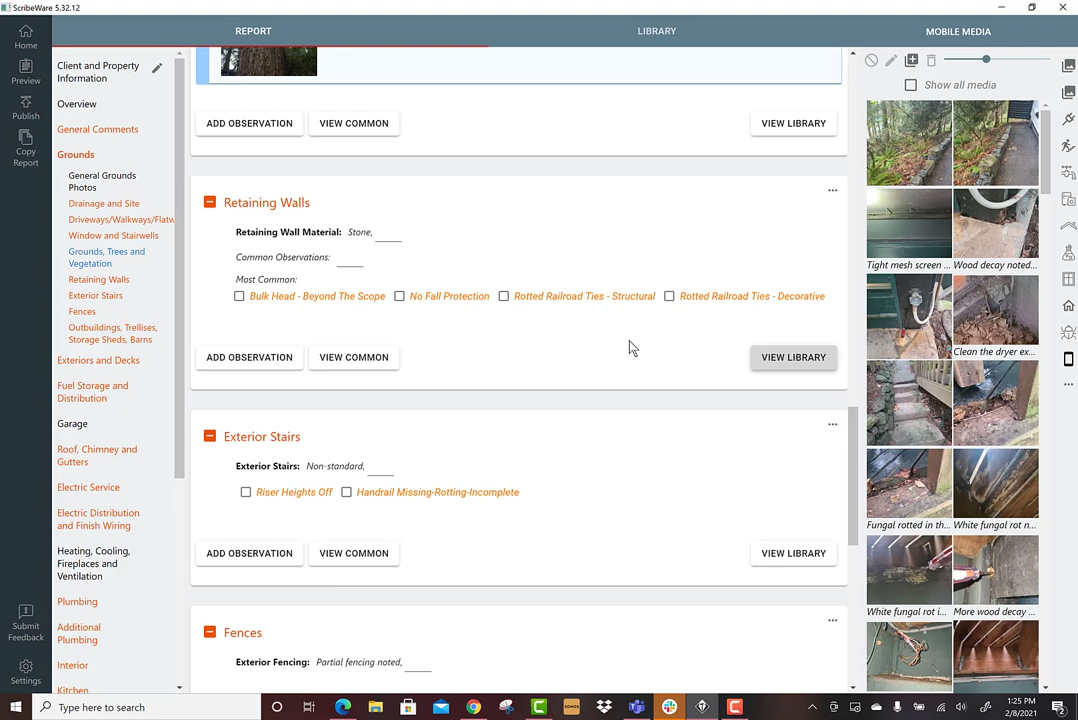 ScribeWare 5.32.12
Home
Preview
Publish
Copy
Report
Submit
Feedback
Settings
REPORT
LIBRARY
MOBILE MEDIA
Client and Property
Information
Overview
General Comments
Grounds
General Grounds
Photos
Drainage and Site
Driveways/Walkways/Flatw
Window and Stairwells
Grounds, Trees and
Vegetation
Retaining Walls
Exterior Stairs
Fences
Outbuildings, Trellises,
Storage Sheds, Barns
Exteriors and Decks
Fuel Storage and
Distribution
Garage
Roof, Chimney and
Gutters
Electric Service
Electric Distribution
and Finish Wiring
Heating, Cooling,
Fireplaces and
Ventilation
Plumbing
Additional
Plumbing
Interior
Kitchen
ADD OBSERVATION
VIEW COMMON
VIEW LIBRARY
Retaining Walls
Retaining Wall Material: Stone,
Common Observations:
Most Common:
Bulk Head - Beyond The Scope
No Fall Protection
Rotted Railroad Ties - Structural
Rotted Railroad Ties - Decorative
ADD OBSERVATION
VIEW COMMON
VIEW LIBRARY
Exterior Stairs
Exterior Stairs: Non-standard,
Riser Heights Off
Handrail Missing-Rotting-Incomplete
ADD OBSERVATION
VIEW COMMON
VIEW LIBRARY
Fences
Exterior Fencing: Partial fencing noted,
Show all media
Tight mesh screen ...
Wood decay noted...
Clean the dryer ex...
Fungal rotted in th...
White fungal rot n...
White fungal rot i...
More wood decay ...
Type here to search
SONOS
1:25 PM
2/8/2021